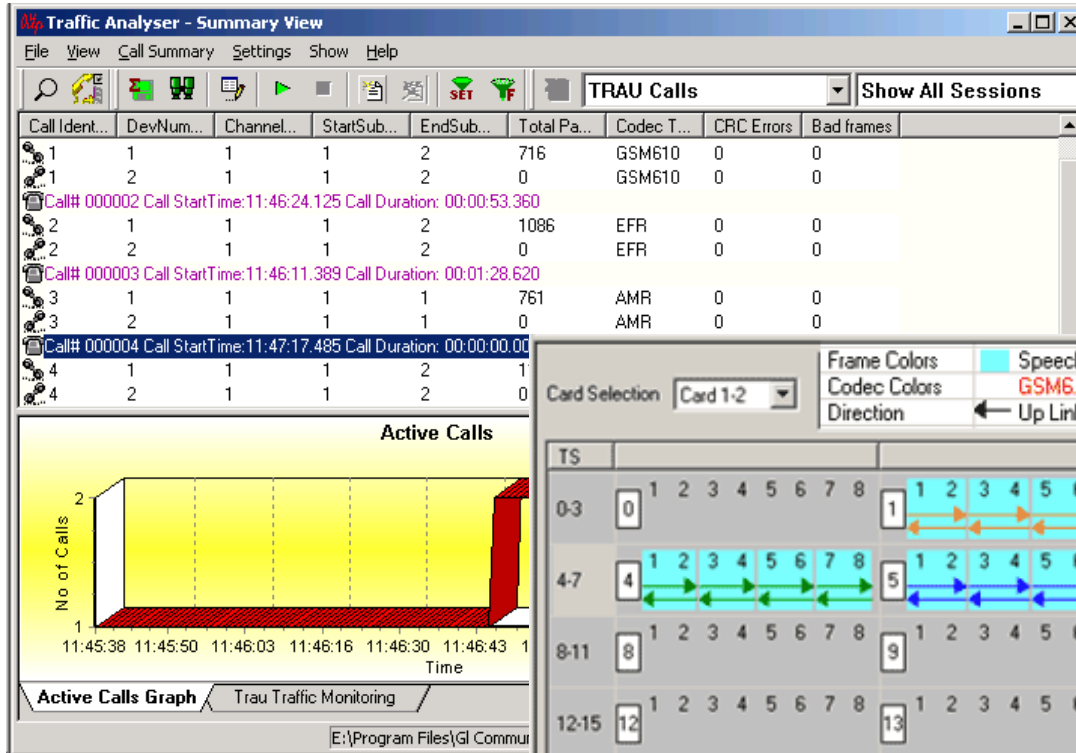 Traffic Analyser - Summary View
File View Call Summary Settings Show Help
SET TF TRAU Calls Show All Sessions
Call Ident... DevNum... Channel... StartSub... EndSub... Total Pa... Codec T... CRC Errors Bad frames
1 1 1 1 2 716 GSM610 0 0
1 2 1 1 2 0 GSM610 0 0
Call# 000002 Call StartTime:11:46:24.125 Call Duration: 00:00:53.360
2 1 1 1 2 1086 EFR 0 0
2 2 1 1 2 0 EFR 0 0
Call# 000003 Call StartTime:11:46:11.389 Call Duration: 00:01:28.620
3 1 1 1 1 761 AMR 0 0
3 2 1 1 1 0 AMR 0 0
Call# 000004 Call StartTime:11:47:17.485 Call Duration: 00:00:00.00
4 1 1 1 2
4 2 1 1 2 0
Active Calls
No of Calls
2
1
11:45:38 11:45:50 11:46:03 11:46:16 11:46:30 11:46:43 1
Time
Active Calls Graph Trau Traffic Monitoring
E:\Program Files\Gl Commu
Card Selection Card 1-2
Frame Colors Speech
Codec Colors GSM6.
Direction Up Link
TS
0-3 0 1 2 3 4 5 6 7 8 1 1 2 3 4 5
4-7 4 1 2 3 4 5 6 7 8 5 1 2 3 4 5
8-11 8 1 2 3 4 5 6 7 8 9 1 2 3 4 5
12-15 12 1 2 3 4 5 6 7 8 13 1 2 3 4 5